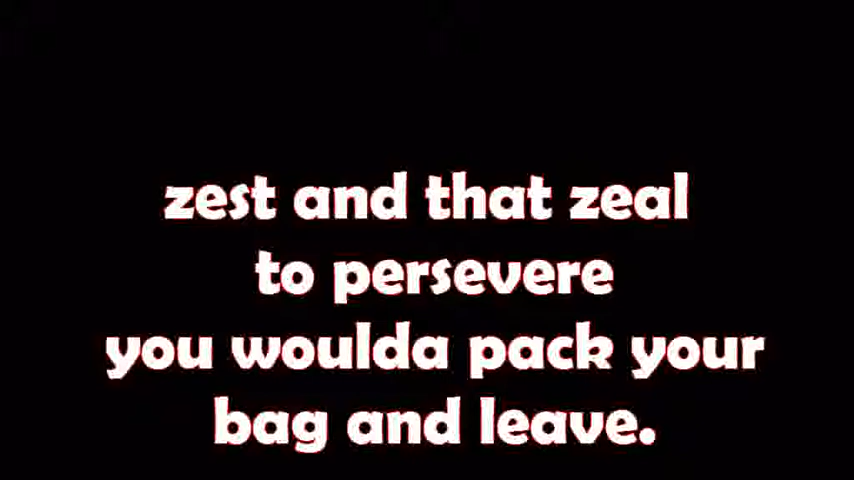 zest and that zeal
to persevere
you woulda pack your
bag and leave.